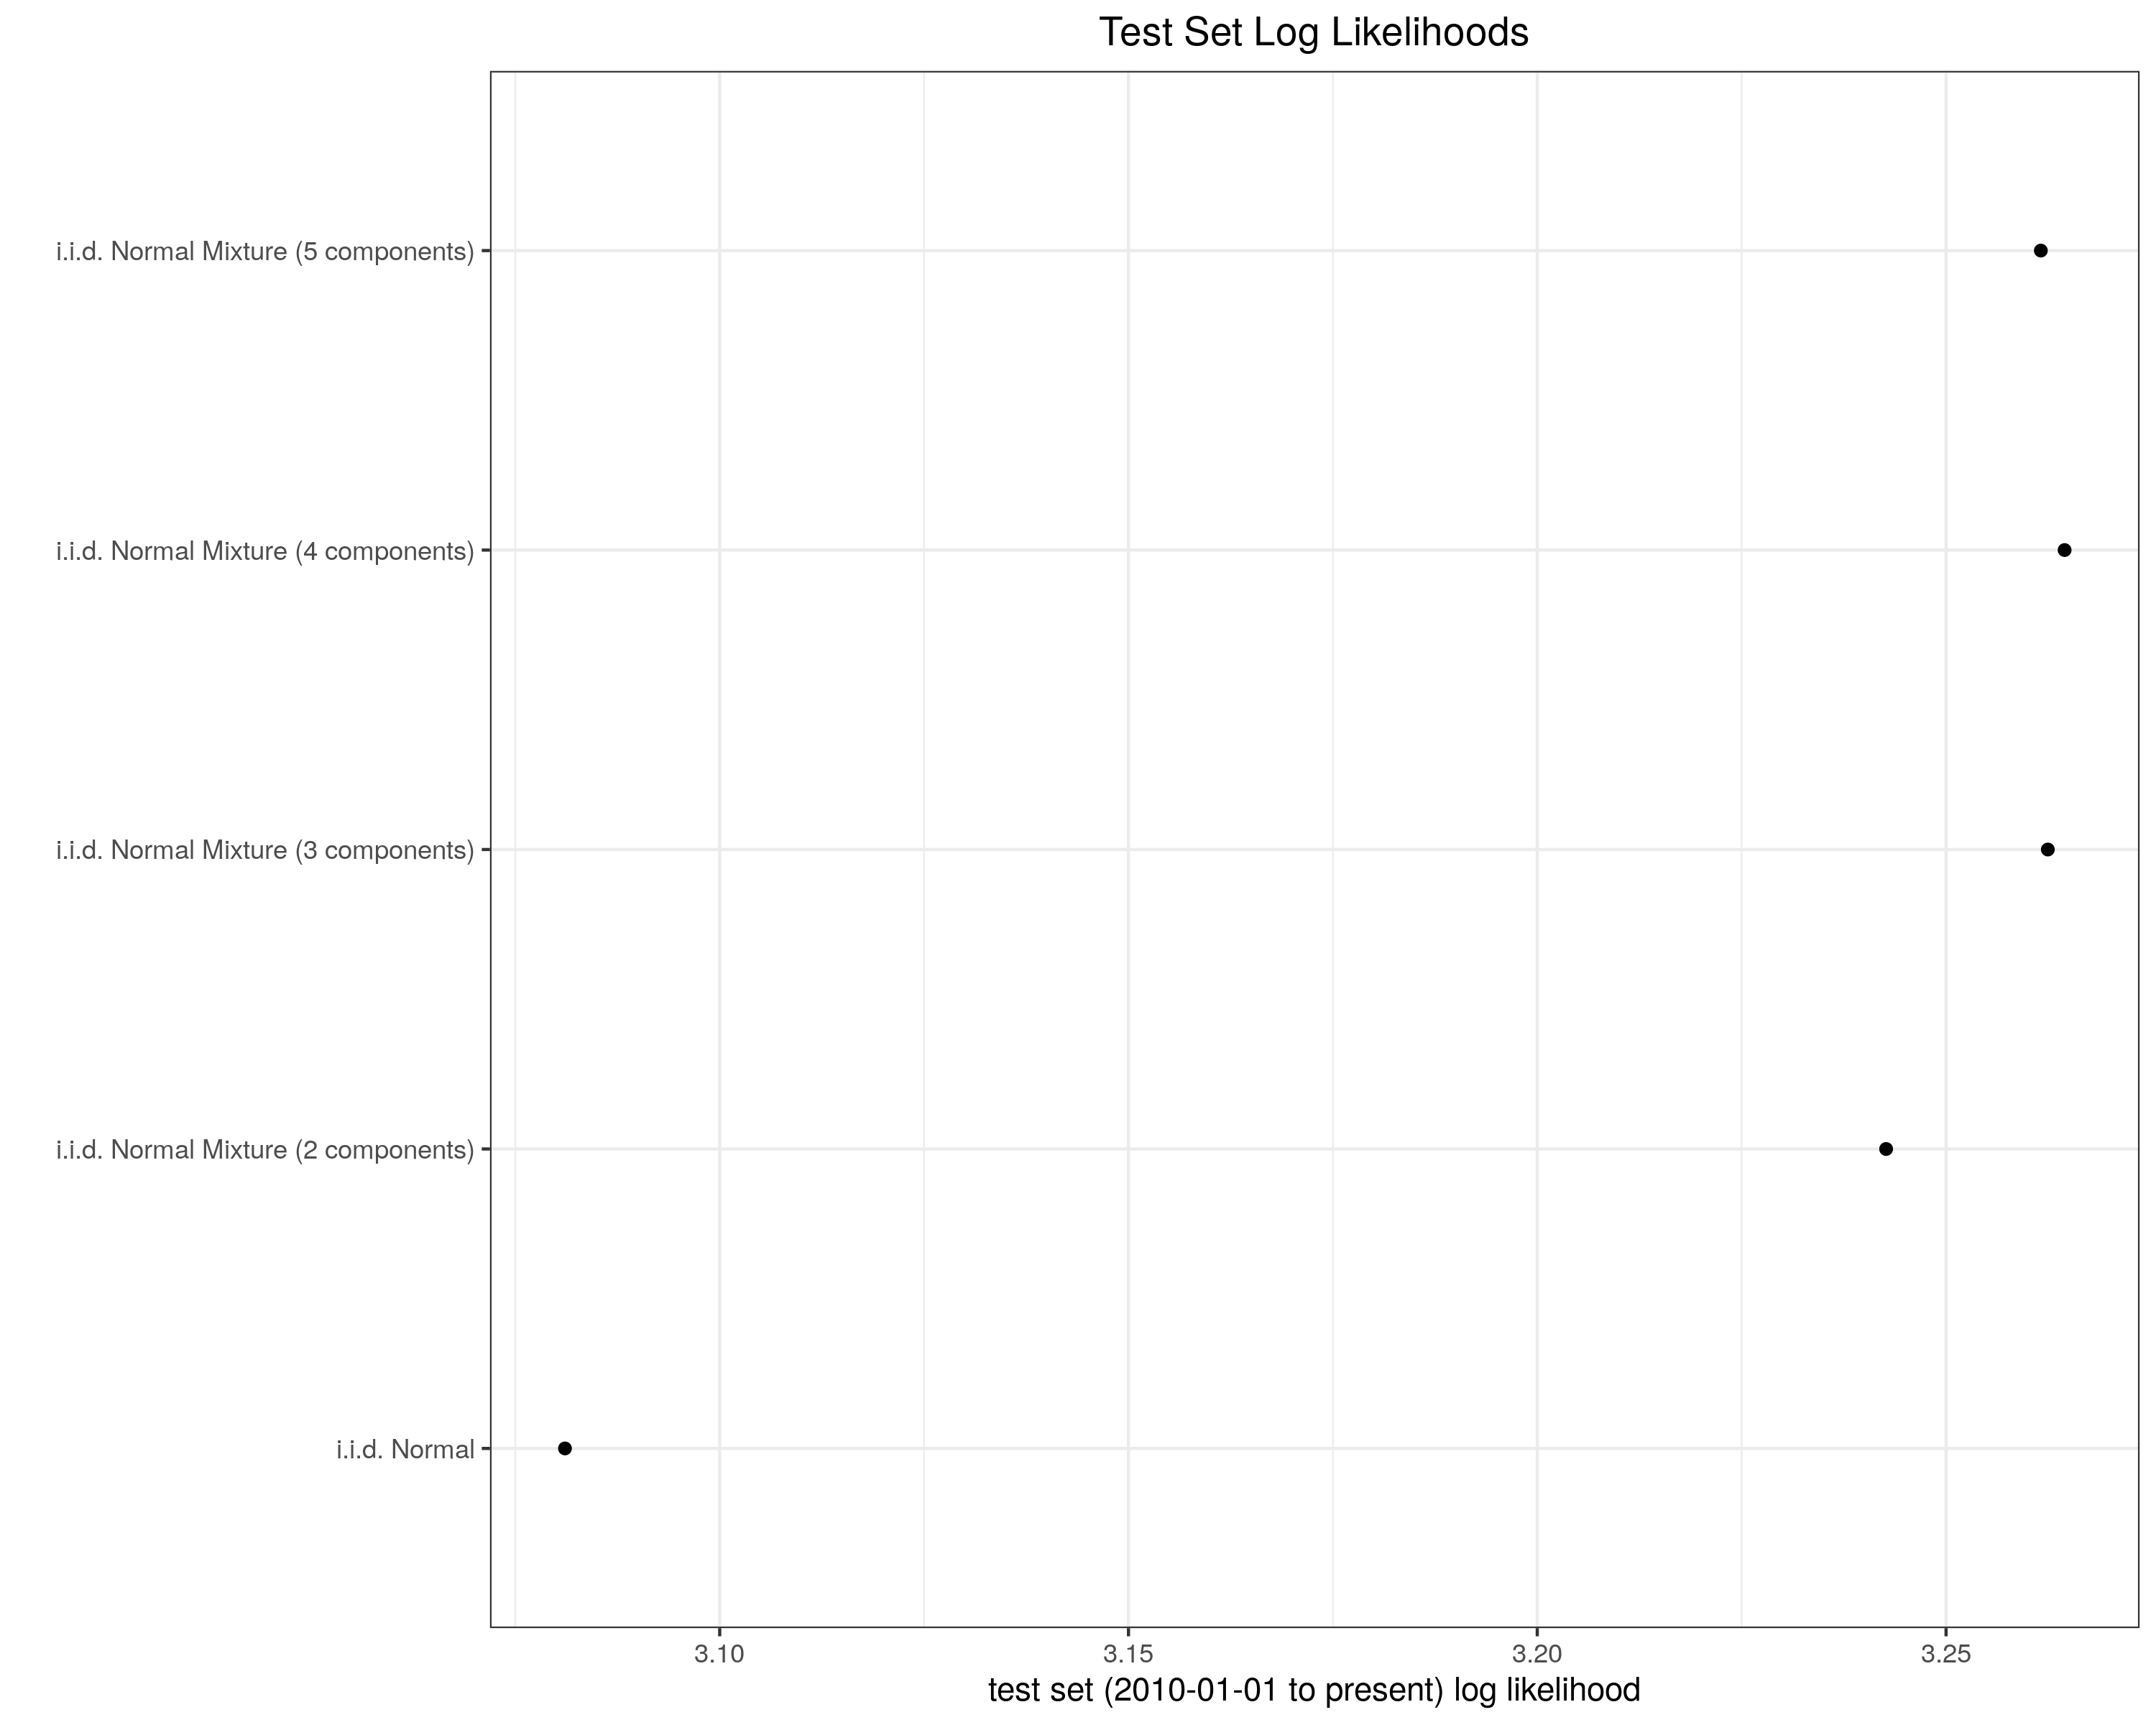 Test Set Log Likelihoods
i.i.d. Normal Mixture (5 components)
i.i.d. Normal Mixture (4 components)
i.i.d. Normal Mixture (3 components)
i.i.d. Normal Mixture (2 components)
i.i.d. Normal
3.10 3.15 3.20 3.25
test set (2010-01-01 to present) log likelihood